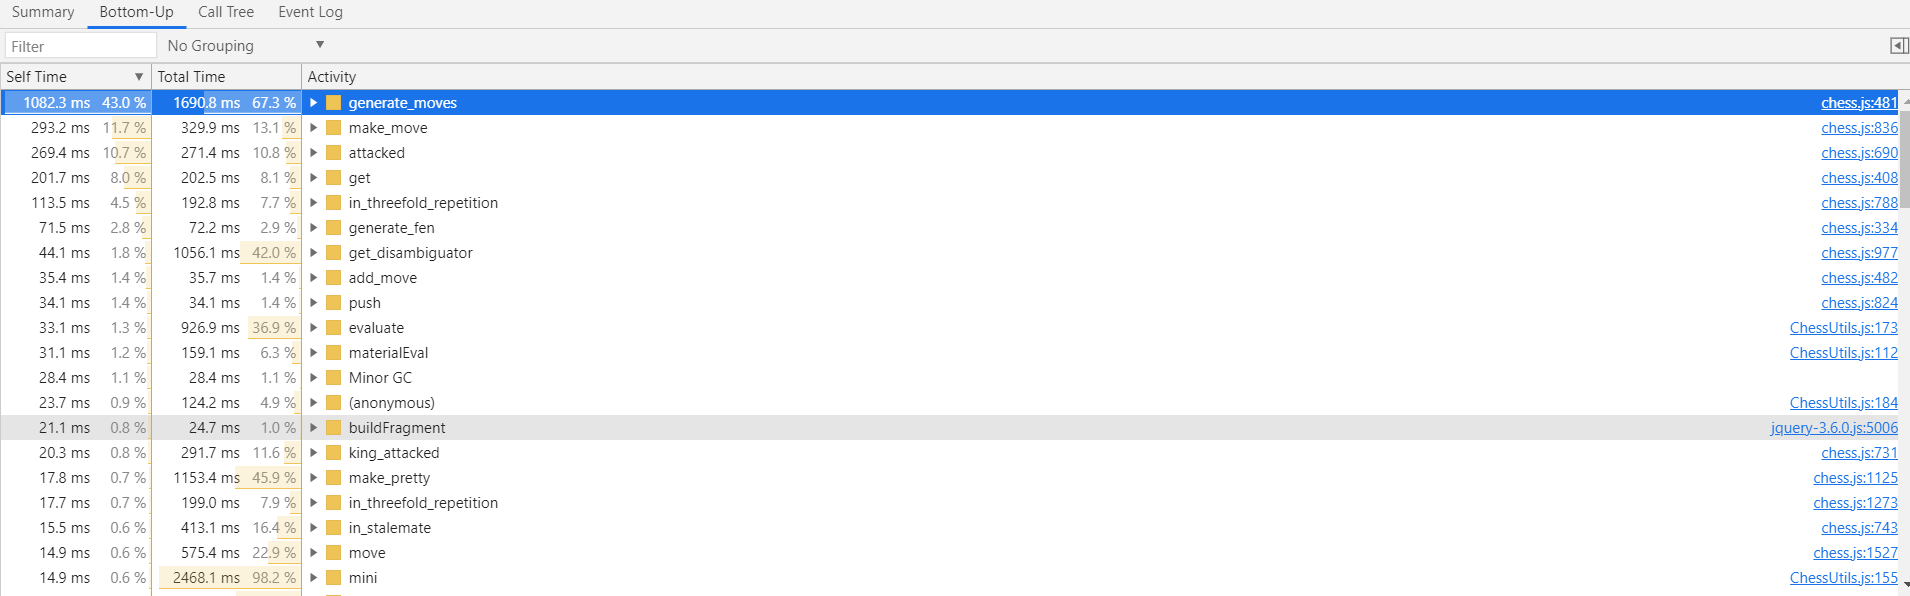 Summary Bottom-Up Call Tree Event Log
Filter No Grouping ▼
Self Time ▼ Total Time Activity
1082.3 ms 43.0 % 1690.8 ms 67.3 % generate_moves chess.js:481
293.2 ms 11.7 % 329.9 ms 13.1 % make_move chess.js:836
269.4 ms 10.7 % 271.4 ms 10.8 % attacked chess.js:690
201.7 ms 8.0 % 202.5 ms 8.1 % get chess.js:408
113.5 ms 4.5 % 192.8 ms 7.7 % in_threefold_repetition chess.js:788
71.5 ms 2.8 % 72.2 ms 2.9 % generate_fen chess.js:334
44.1 ms 1.8 % 1056.1 ms 42.0 % get_disambiguator chess.js:977
35.4 ms 1.4 % 35.7 ms 1.4 % add_move chess.js:482
34.1 ms 1.4 % 34.1 ms 1.4 % push chess.js:824
33.1 ms 1.3 % 926.9 ms 36.9 % evaluate ChessUtils.js:173
31.1 ms 1.2 % 159.1 ms 6.3 % materialEval ChessUtils.js:112
28.4 ms 1.1 % 28.4 ms 1.1 % Minor GC
23.7 ms 0.9 % 124.2 ms 4.9 % (anonymous) ChessUtils.js:184
21.1 ms 0.8 % 24.7 ms 1.0 % buildFragment jquery-3.6.0.js:5006
20.3 ms 0.8 % 291.7 ms 11.6 % king_attacked chess.js:731
17.8 ms 0.7 % 1153.4 ms 45.9 % make_pretty chess.js:1125
17.7 ms 0.7 % 199.0 ms 7.9 % in_threefold_repetition chess.js:1273
15.5 ms 0.6 % 413.1 ms 16.4 % in_stalemate chess.js:743
14.9 ms 0.6 % 575.4 ms 22.9 % move chess.js:1527
14.9 ms 0.6 % 2468.1 ms 98.2 % mini ChessUtils.js:155